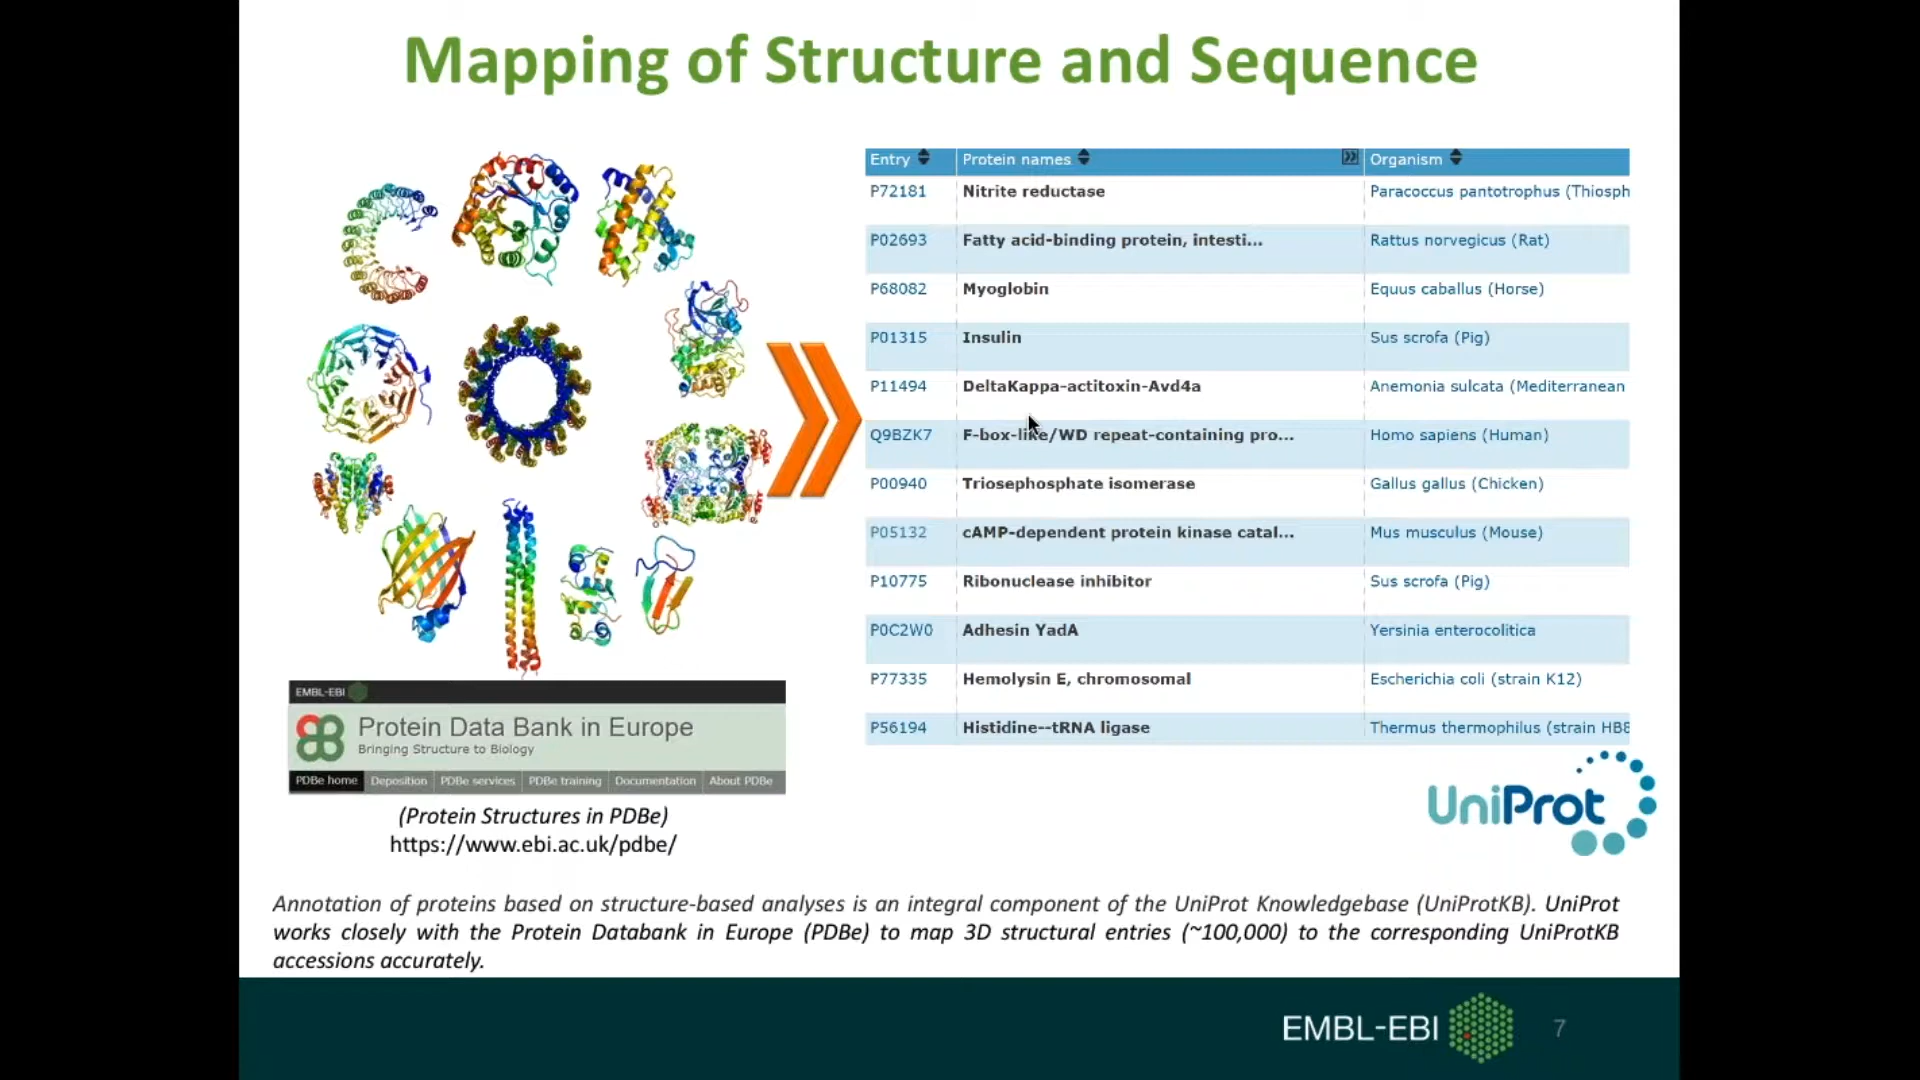 Mapping of Structure and Sequence
Entry Protein names Organism
P72181 Nitrite reductase Paracoccus pantotrophus (Thiosph
P02693 Fatty acid-binding protein, intesti... Rattus norvegicus (Rat)
P68082 Myoglobin Equus caballus (Horse)
P01315 Insulin Sus scrofa (Pig)
P11494 DeltaKappa-actitoxin-Avd4a Anemonia sulcata (Mediterranean
Q9BZK7 F-box-like/WD repeat-containing pro... Homo sapiens (Human)
P00940 Triosephosphate isomerase Gallus gallus (Chicken)
P05132 cAMP-dependent protein kinase catal... Mus musculus (Mouse)
P10775 Ribonuclease inhibitor Sus scrofa (Pig)
P0C2W0 Adhesin YadA Yersinia enterocolitica
P77335 Hemolysin E, chromosomal Escherichia coli (strain K12)
P56194 Histidine--tRNA ligase Thermus thermophilus (strain HB8
EMBL-EBI
Protein Data Bank in Europe
Bringing Structure to Biology
PDBe home Deposition PDBe services PDBe training Documentation About PDBe
(Protein Structures in PDBe)
https://www.ebi.ac.uk/pdbe/
UniProt
Annotation of proteins based on structure-based analyses is an integral component of the UniProt Knowledgebase (UniProtKB). UniProt
works closely with the Protein Databank in Europe (PDBe) to map 3D structural entries (~100,000) to the corresponding UniProtKB
accessions accurately.
EMBL-EBI 7